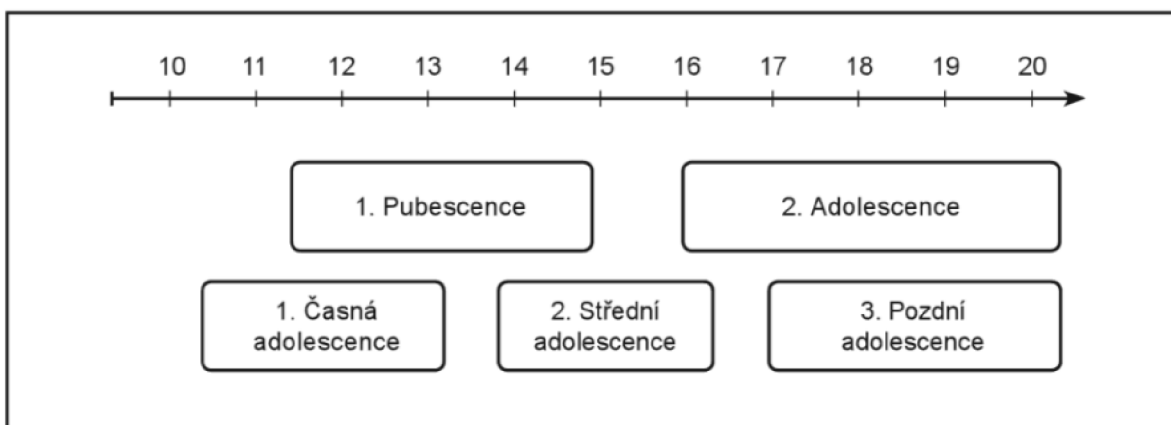 10 11 12 13 14 15 16 17 18 19 20
1. Pubescence 2. Adolescence
1. Časná
adolescence
2. Střední
adolescence
3. Pozdní
adolescence